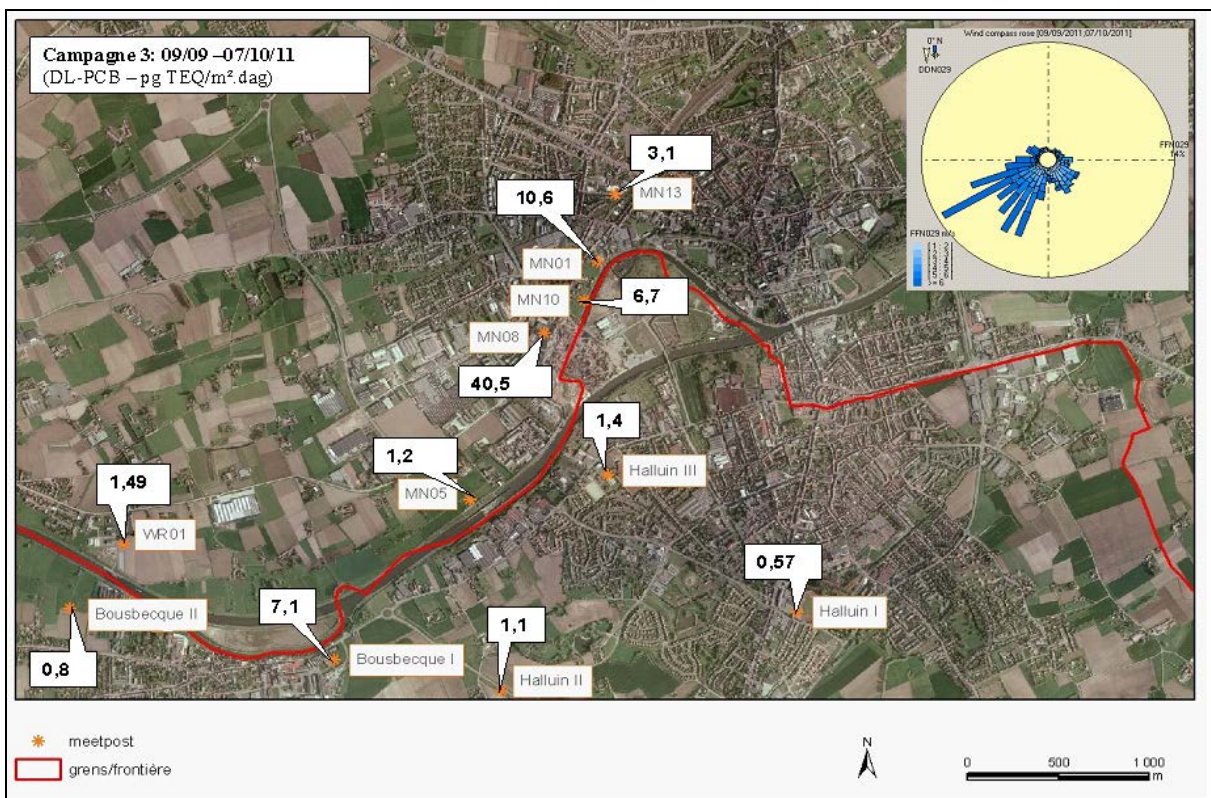 Campagne 3: 09/09 –07/10/11
(DL-PCB – pg TEQ/m².dag)
Wind compass rose [09/09/2011;07/10/2011]
0° N
DDN029
FFN029
14%
FFN029 m/s
3,1
MN13
10,6
MN01
MN10
6,7
MN08
40,5
1,4
Halluin III
1,2
MN05
1,49
WR01
0,57
Halluin I
Bousbecque II
0,8
7,1
Bousbecque I
1,1
Halluin II
meetpost
grens/frontière
N
0 500 1 000
m